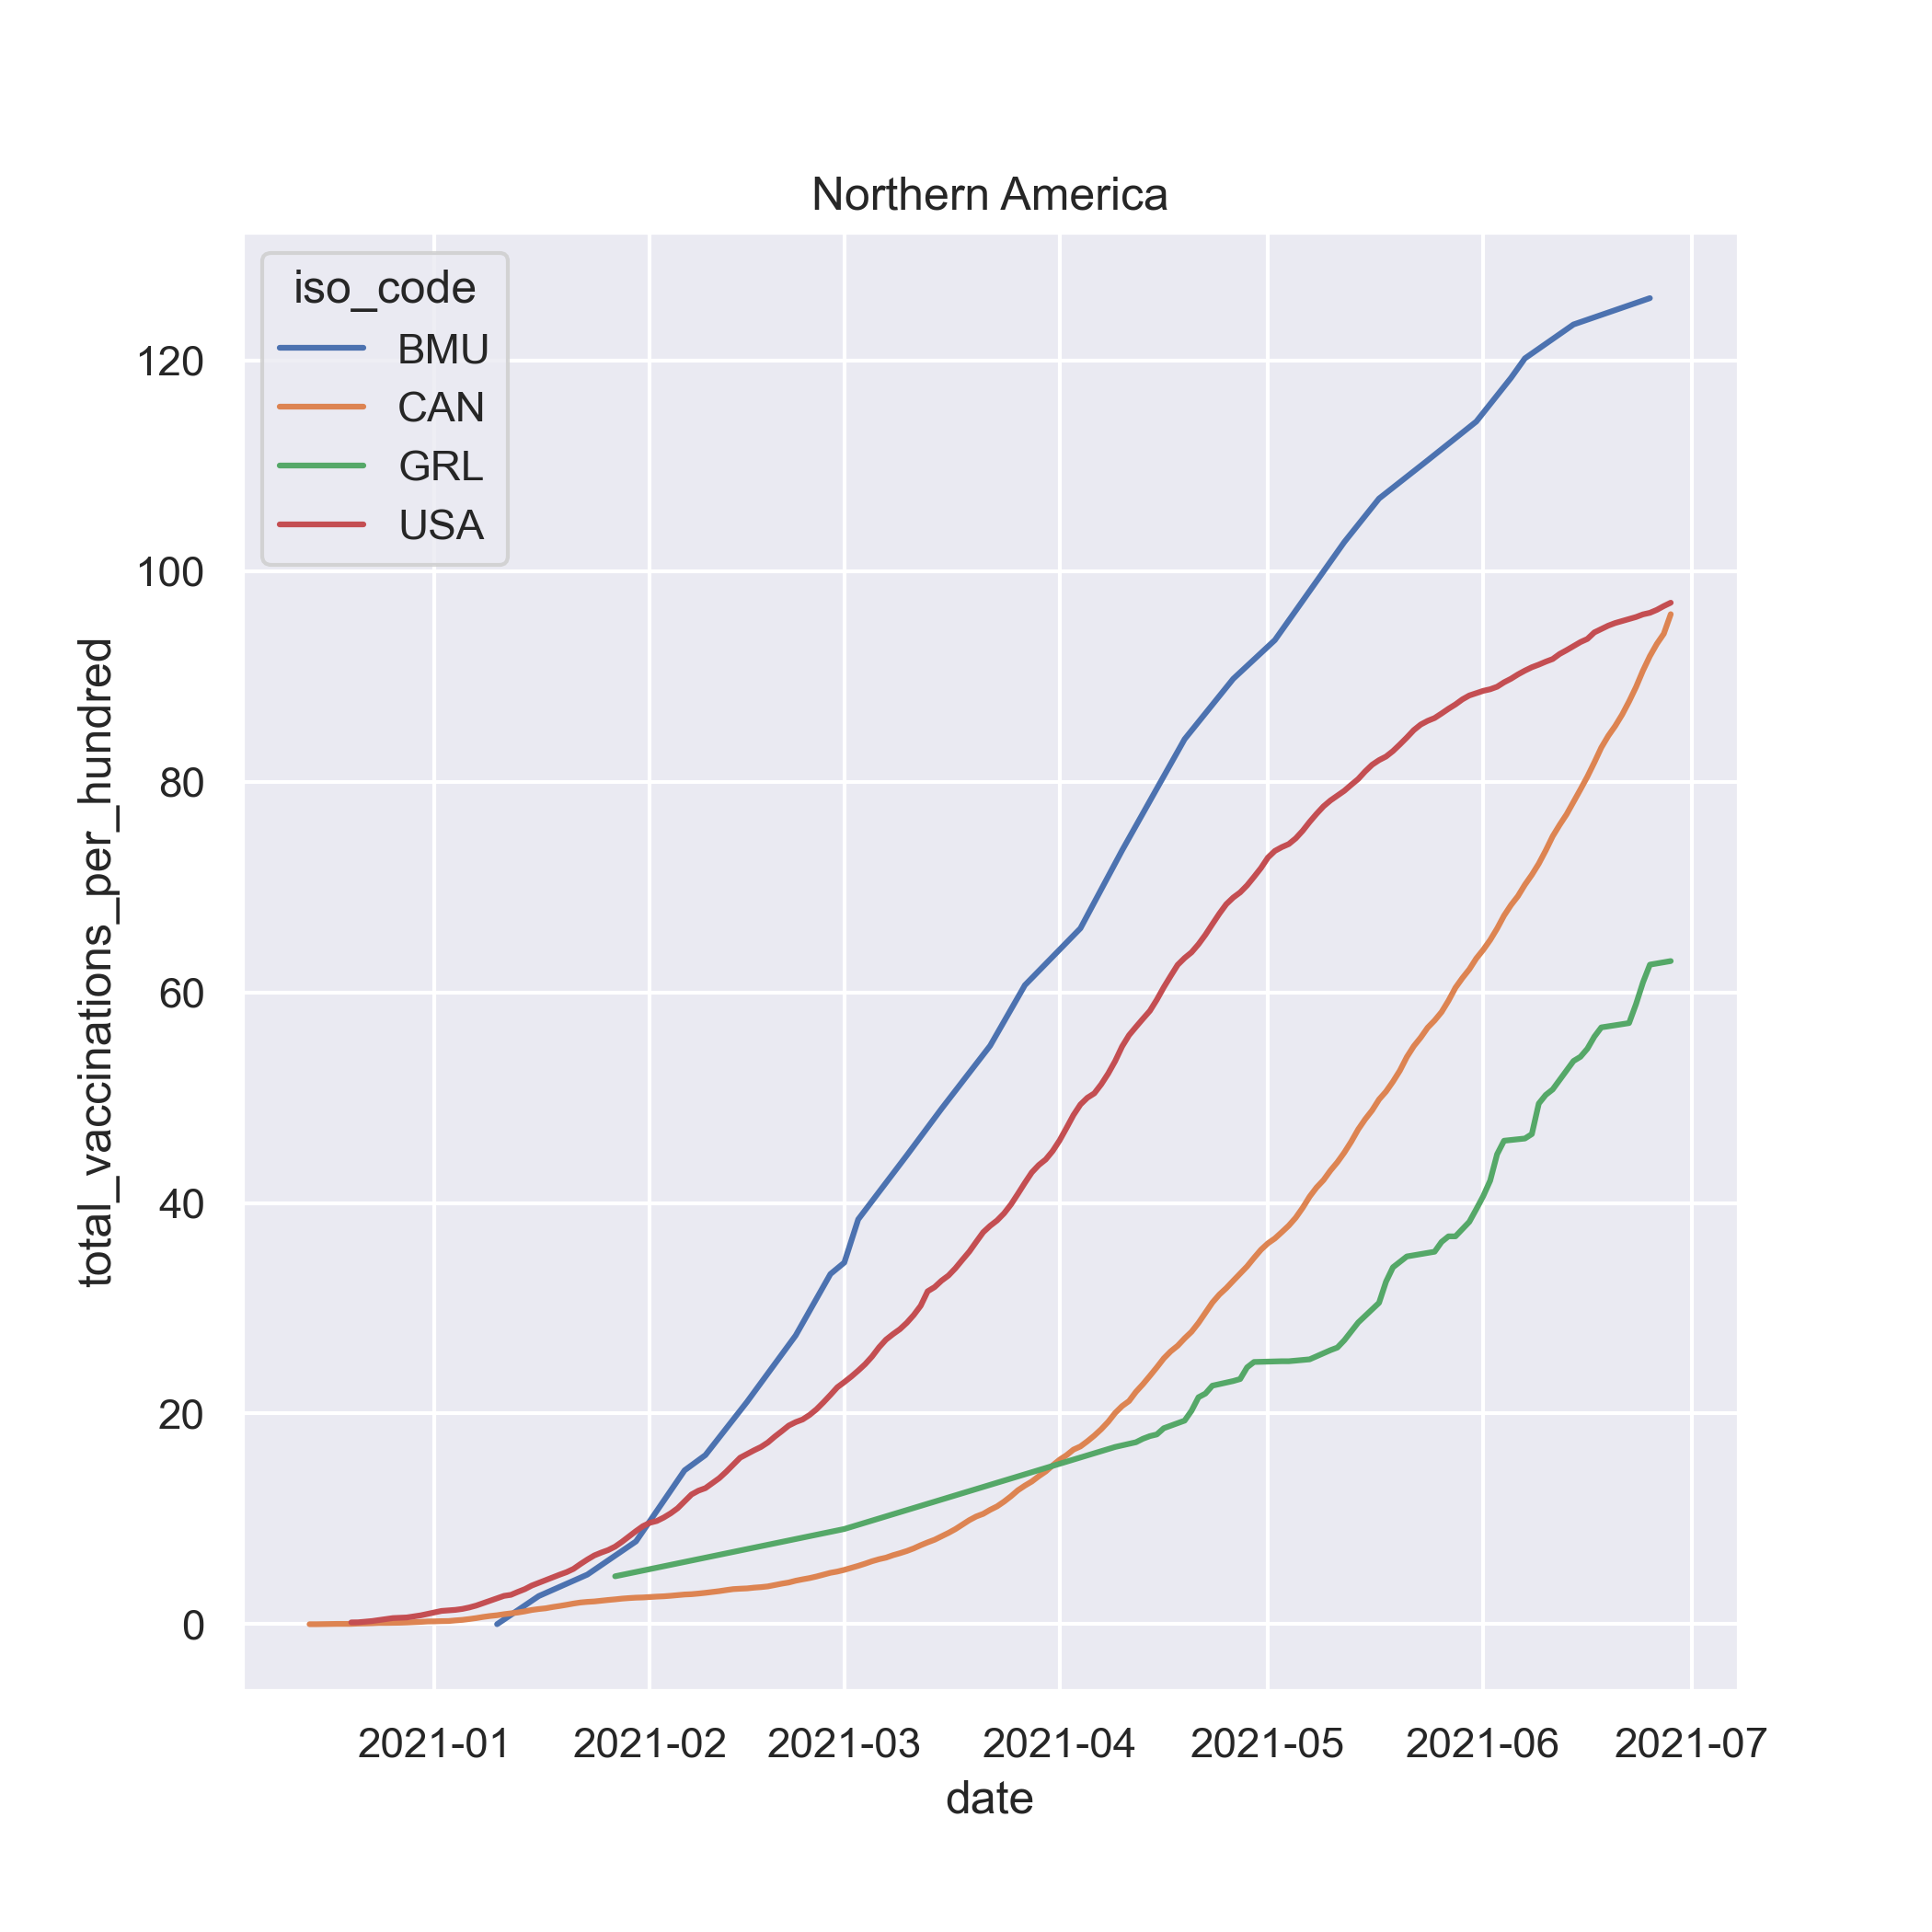 Northern America
iso_code
BMU
CAN
GRL
USA
total_vaccinations_per_hundred
120
100
80
60
40
20
0
2021-01 2021-02 2021-03 2021-04 2021-05 2021-06 2021-07
date